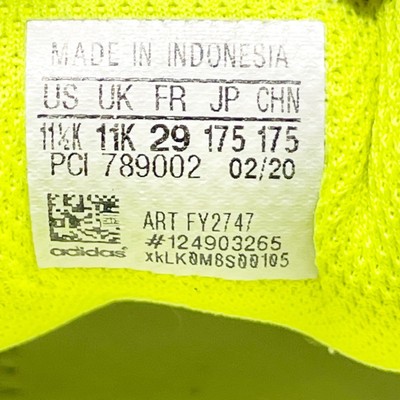 MADE IN INDONESIA
US UK FR JP CHN
11½K 11K 29 175 175
PCI 789002 02/20
ART FY2747
#124903265
adidas xkLK0M8S00105